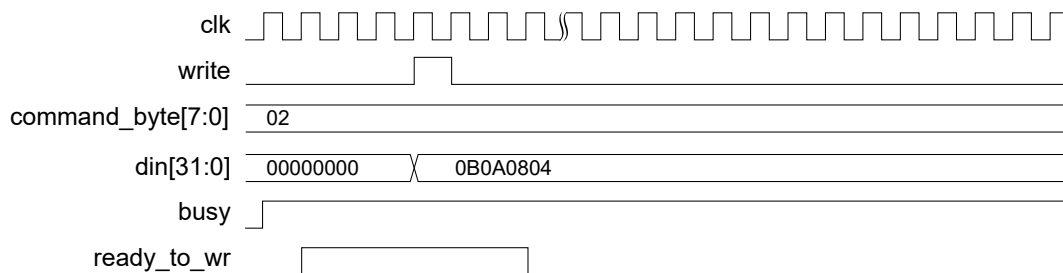 clk
write
command_byte[7:0] 02
din[31:0] 00000000 0B0A0804
busy
ready_to_wr